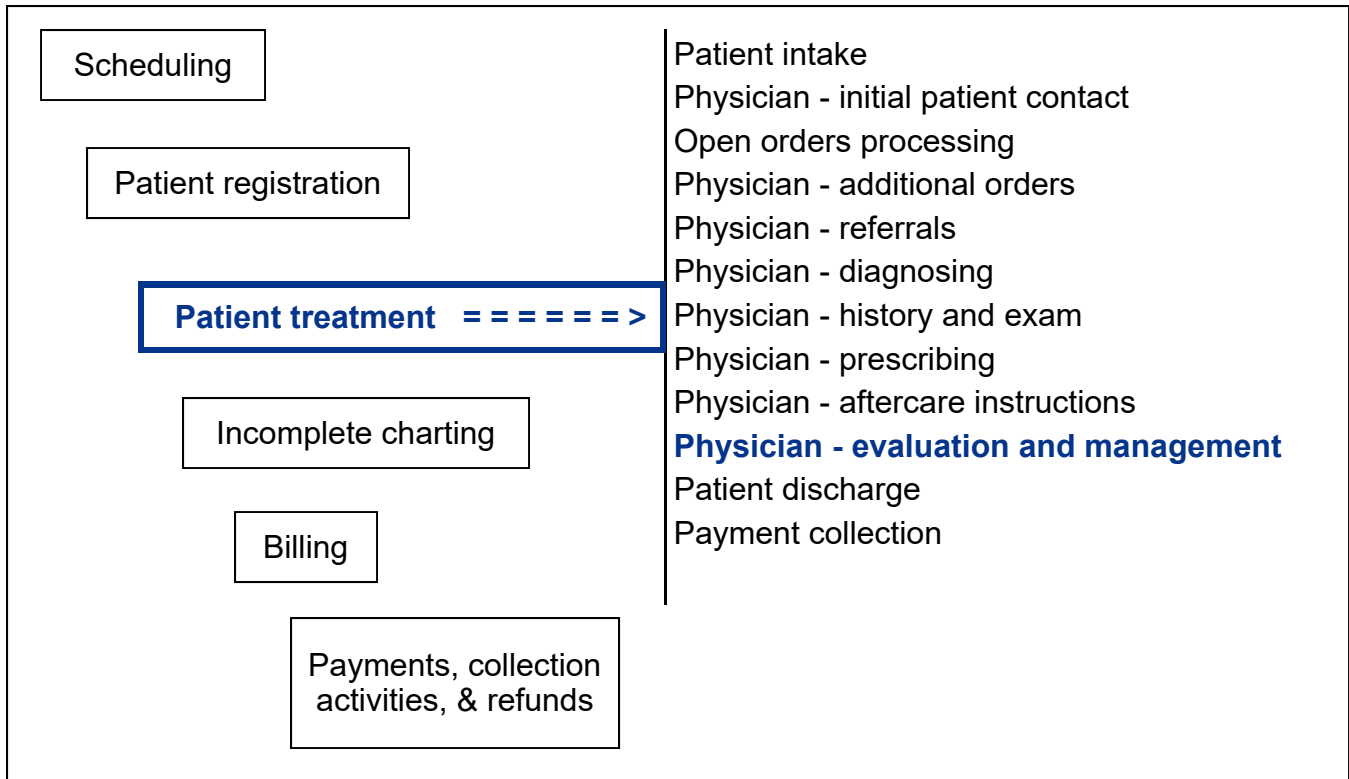 Scheduling
Patient registration
Patient treatment = = = = = = >
Incomplete charting
Billing
Payments, collection
activities, & refunds
Patient intake
Physician - initial patient contact
Open orders processing
Physician - additional orders
Physician - referrals
Physician - diagnosing
Physician - history and exam
Physician - prescribing
Physician - aftercare instructions
Physician - evaluation and management
Patient discharge
Payment collection